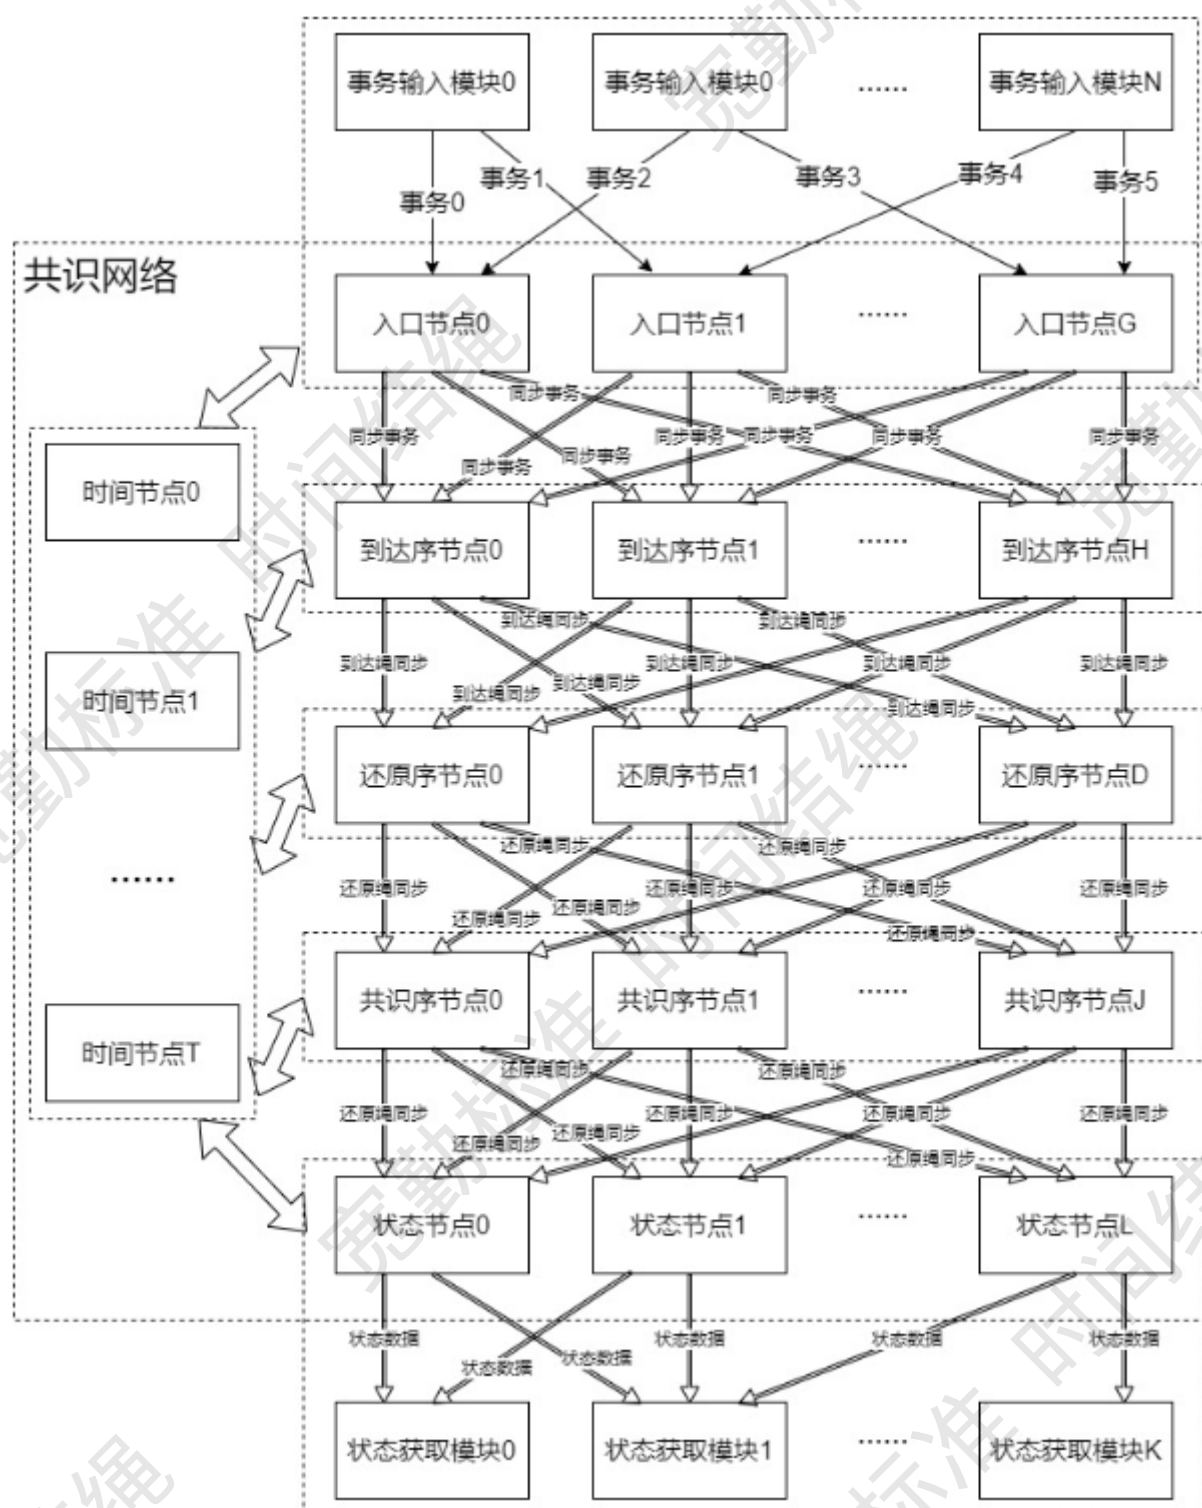 事务输入模块0 事务输入模块0 …… 事务输入模块N
事务0 事务1 事务2 事务3 事务4 事务5
共识网络
入口节点0 入口节点1 …… 入口节点G
同步事务 同步事务
同步事务 同步事务 同步事务 同步事务 同步事务
同步事务 同步事务
时间节点0
到达序节点0 到达序节点1 …… 到达序节点H
到达绳同步 到达绳同步
到达绳同步 到达绳同步 到达绳同步 到达绳同步
到达绳同步 到达绳同步 到达绳同步
时间节点1
还原序节点0 还原序节点1 …… 还原序节点D
还原绳同步 还原绳同步
还原绳同步 还原绳同步 还原绳同步 还原绳同步
还原绳同步 还原绳同步 还原绳同步
……
共识序节点0 共识序节点1 …… 共识序节点J
时间节点T
还原绳同步 还原绳同步
还原绳同步 还原绳同步 还原绳同步 还原绳同步
还原绳同步 还原绳同步 还原绳同步
状态节点0 状态节点1 …… 状态节点L
状态数据 状态数据 状态数据 状态数据
状态数据 状态数据
状态获取模块0 状态获取模块1 …… 状态获取模块K
宽勤标准 时间结绳
宽勤标准 时间结绳